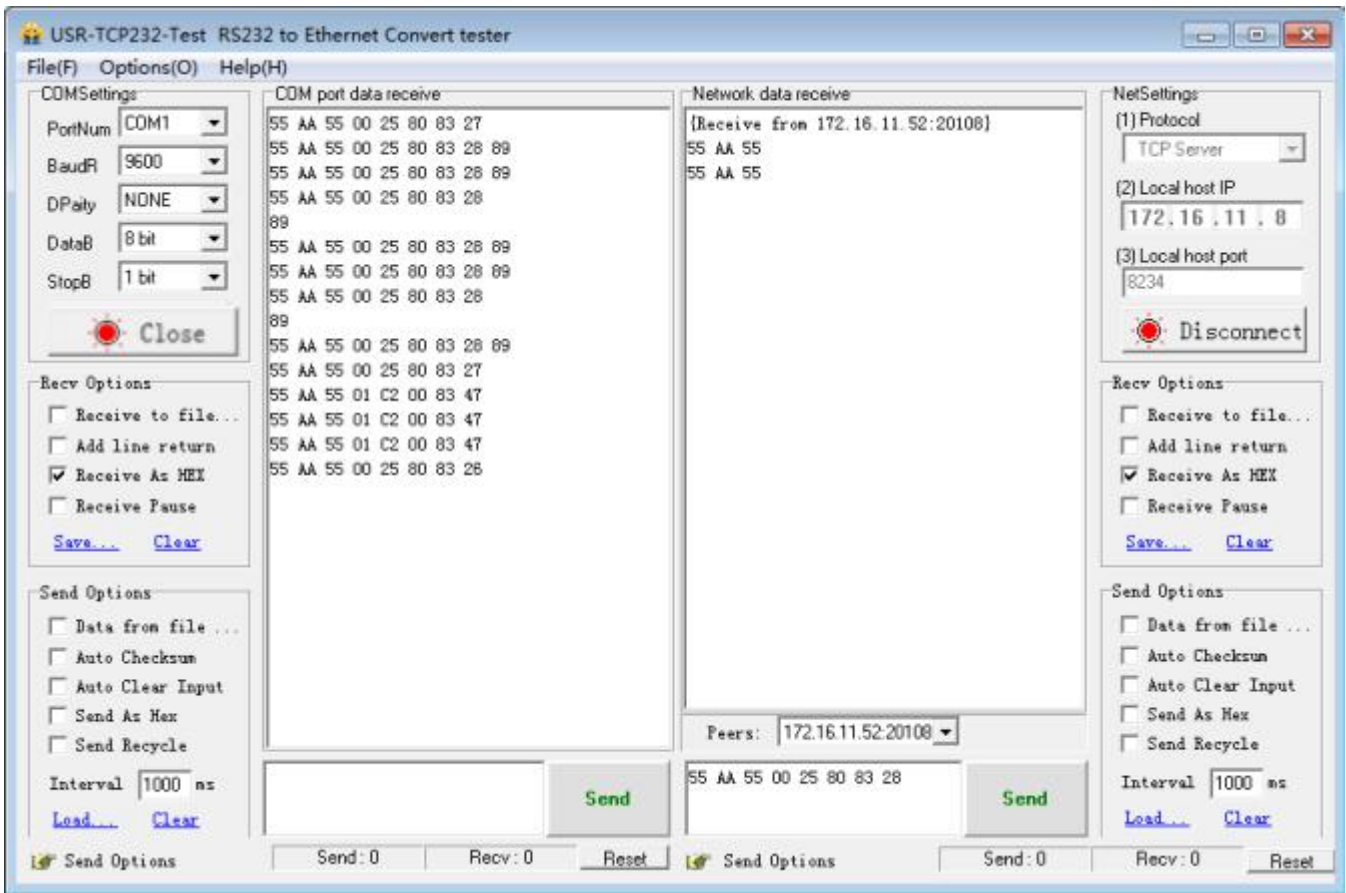 USR-TCP232-Test RS232 to Ethernet Convert tester
File(F) Options(O) Help(H)
COMSettings
PortNum COM1
BaudR 9600
DPaity NONE
DataB 8 bit
StopB 1 bit
Close
Recv Options
Receive to file...
Add line return
Receive As HEX
Receive Pause
Save... Clear
Send Options
Data from file ...
Auto Checksum
Auto Clear Input
Send As Hex
Send Recycle
Interval 1000 ms
Load... Clear
Send Options
COM port data receive
55 AA 55 00 25 80 83 27
55 AA 55 00 25 80 83 28 89
55 AA 55 00 25 80 83 28 89
55 AA 55 00 25 80 83 28
89
55 AA 55 00 25 80 83 28 89
55 AA 55 00 25 80 83 28 89
55 AA 55 00 25 80 83 28
89
55 AA 55 00 25 80 83 28 89
55 AA 55 00 25 80 83 27
55 AA 55 01 C2 00 83 47
55 AA 55 01 C2 00 83 47
55 AA 55 01 C2 00 83 47
55 AA 55 00 25 80 83 26
Send
Send : 0 Recv : 0 Reset
Network data receive
{Receive from 172.16.11.52:20108}
55 AA 55
55 AA 55
Peers: 172.16.11.52:20108
55 AA 55 00 25 80 83 28
Send
Send Options Send : 0 Recv : 0 Reset
NetSettings
(1) Protocol
TCP Server
(2) Local host IP
172.16 .11 . 8
(3) Local host port
8234
Disconnect
Recv Options
Receive to file...
Add line return
Receive As HEX
Receive Pause
Save... Clear
Send Options
Data from file ...
Auto Checksum
Auto Clear Input
Send As Hex
Send Recycle
Interval 1000 ms
Load... Clear